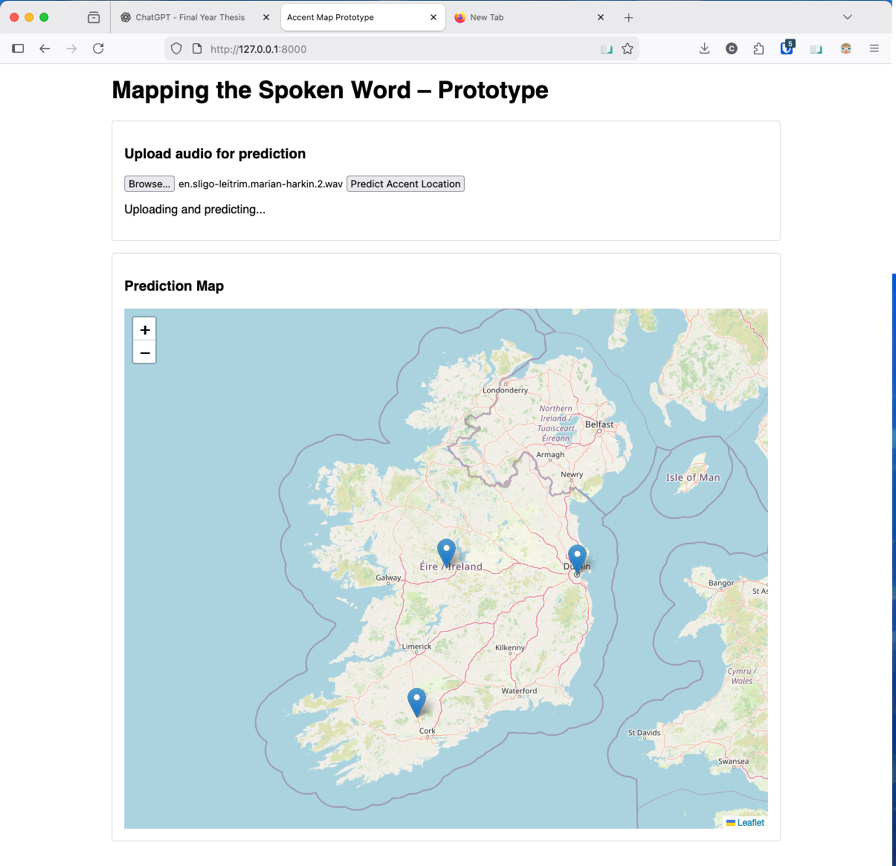 ChatGPT - Final Year Thesis
Accent Map Prototype
New Tab
http://127.0.0.1:8000
C
5
Mapping the Spoken Word – Prototype
Upload audio for prediction
Browse... en.sligo-leitrim.marian-harkin.2.wav Predict Accent Location
Uploading and predicting...
Prediction Map
+
−
Londonderry
Northern
Ireland /
Tuaisceart
Éireann
Belfast
Armagh
Newry
Isle of Man
Éire / Ireland
Galway
Bangor
Limerick
Kilkenny
Cymru /
Wales
Waterford
Cork
St Davids
Swansea
Leaflet